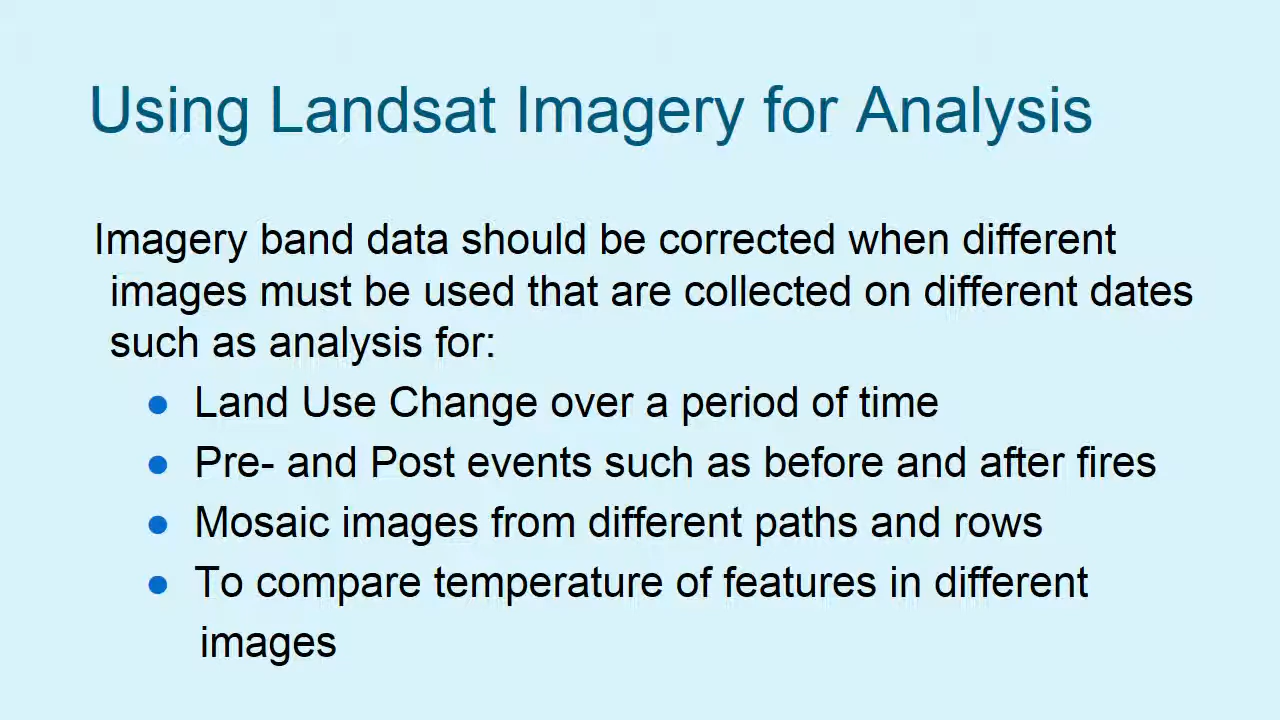 Using Landsat Imagery for Analysis
Imagery band data should be corrected when different
images must be used that are collected on different dates
such as analysis for:
● Land Use Change over a period of time
● Pre- and Post events such as before and after fires
● Mosaic images from different paths and rows
● To compare temperature of features in different
images